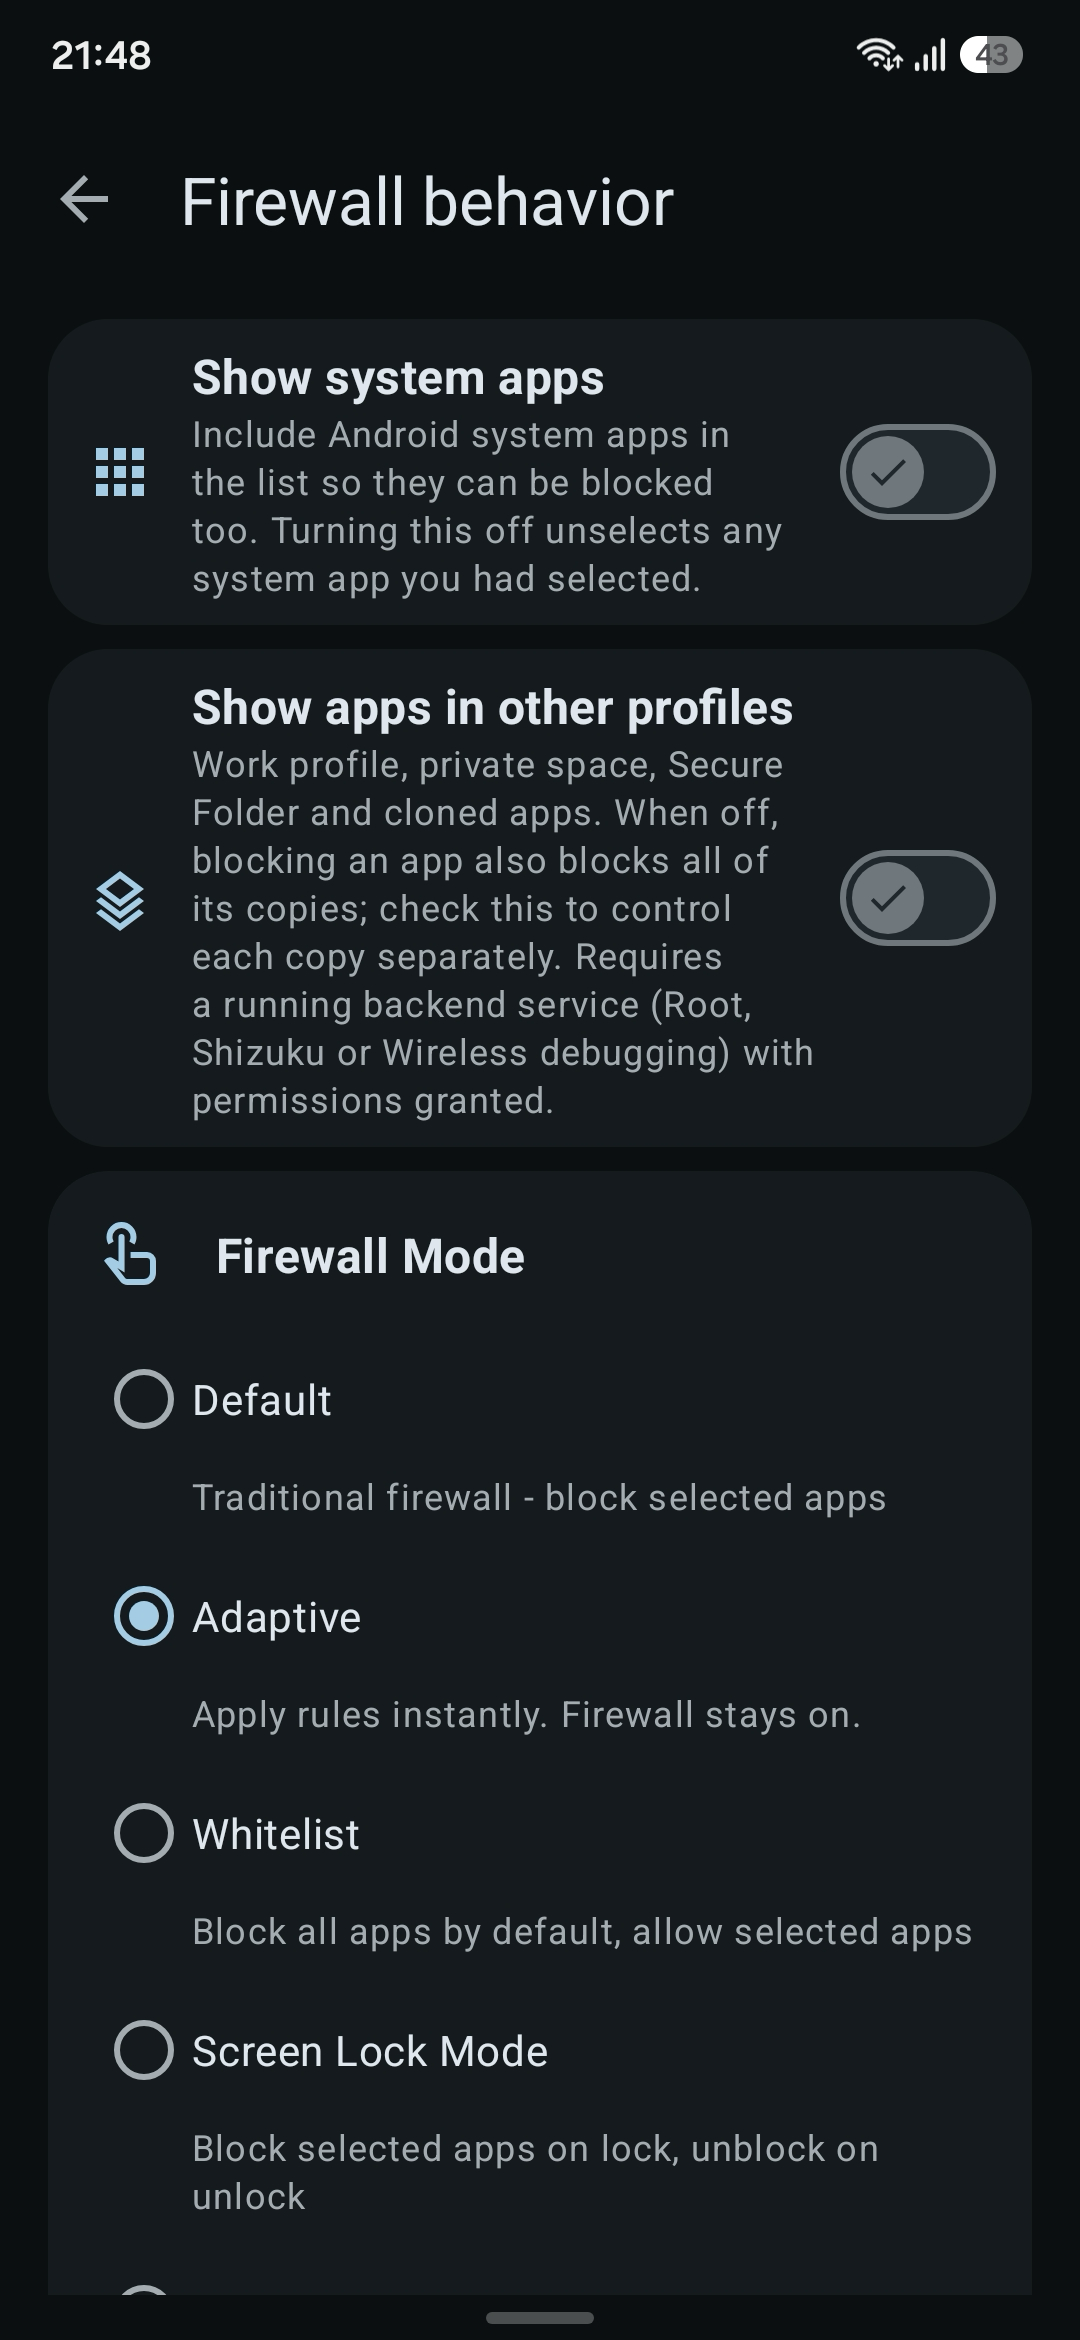 21:48
43
Firewall behavior
Show system apps
Include Android system apps in
the list so they can be blocked
too. Turning this off unselects any
system app you had selected.
Show apps in other profiles
Work profile, private space, Secure
Folder and cloned apps. When off,
blocking an app also blocks all of
its copies; check this to control
each copy separately. Requires
a running backend service (Root,
Shizuku or Wireless debugging) with
permissions granted.
Firewall Mode
Default
Traditional firewall - block selected apps
Adaptive
Apply rules instantly. Firewall stays on.
Whitelist
Block all apps by default, allow selected apps
Screen Lock Mode
Block selected apps on lock, unblock on
unlock